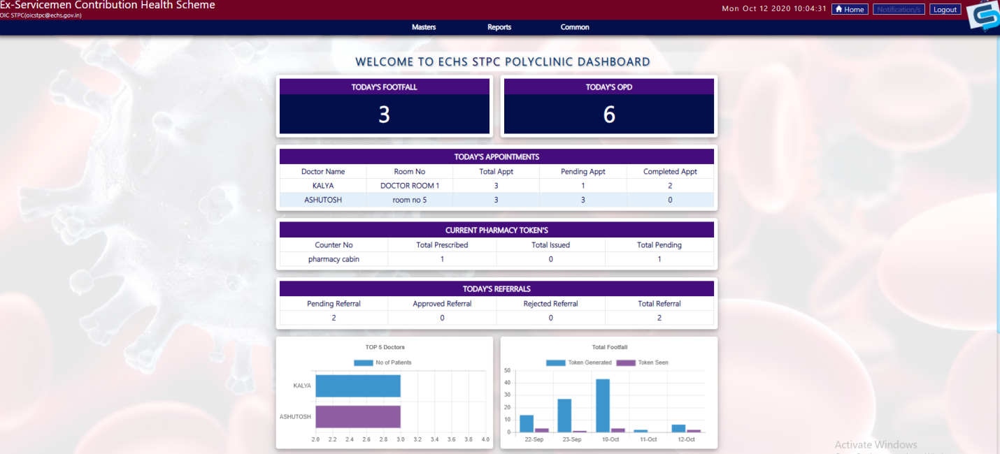 Ex-Servicemen Contribution Health Scheme
OIC STPC(oicstpc@echs.gov.in)
Mon Oct 12 2020 10:04:31 Home Notification/s Logout
Masters Reports Common
WELCOME TO ECHS STPC POLYCLINIC DASHBOARD
TODAY'S FOOTFALL
3
TODAY'S OPD
6
TODAY'S APPOINTMENTS
Doctor Name Room No Total Appt Pending Appt Completed Appt
KALYA DOCTOR ROOM 1 3 1 2
ASHUTOSH room no 5 3 3 0
CURRENT PHARMACY TOKEN'S
Counter No Total Prescribed Total Issued Total Pending
pharmacy cabin 1 0 1
TODAY'S REFERRALS
Pending Referral Approved Referral Rejected Referral Total Referral
2 0 0 2
TOP 5 Doctors
No of Patients
KALYA
ASHUTOSH
2.0 2.2 2.4 2.6 2.8 3.0 3.2 3.4 3.6 3.8 4.0
Total Footfall
Token Generated Token Seen
50
40
30
20
10
0
22-Sep 23-Sep 10-Oct 11-Oct 12-Oct
Activate Windows